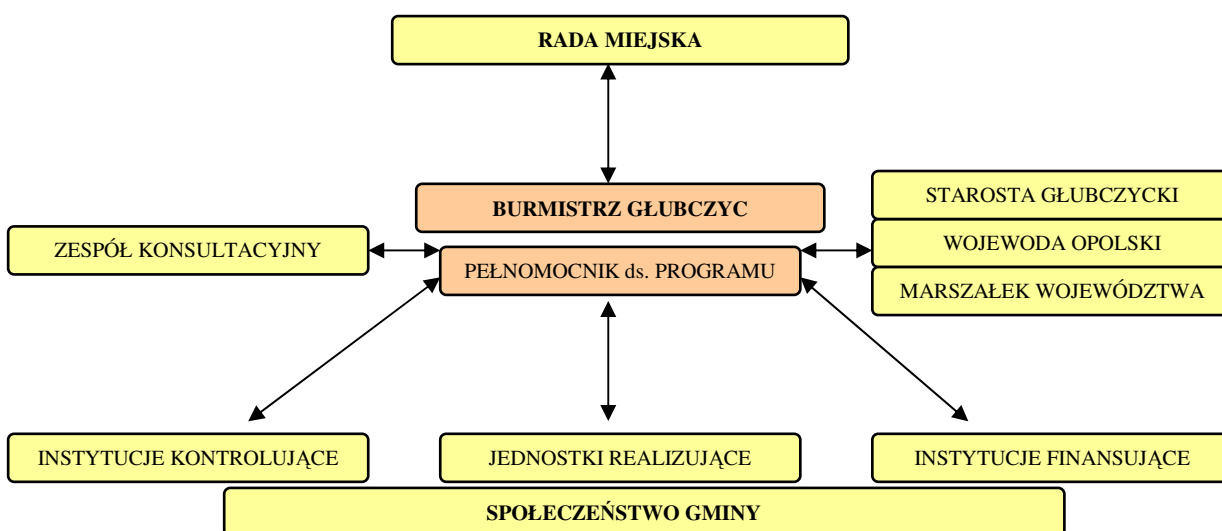 RADA MIEJSKA
BURMISTRZ GŁUBCZYC
STAROSTA GŁUBCZYCKI
ZESPÓŁ KONSULTACYJNY
PEŁNOMOCNIK ds. PROGRAMU
WOJEWODA OPOLSKI
MARSZAŁEK WOJEWÓDZTWA
INSTYTUCJE KONTROLUJĄCE
JEDNOSTKI REALIZUJĄCE
INSTYTUCJE FINANSUJĄCE
SPOŁECZEŃSTWO GMINY